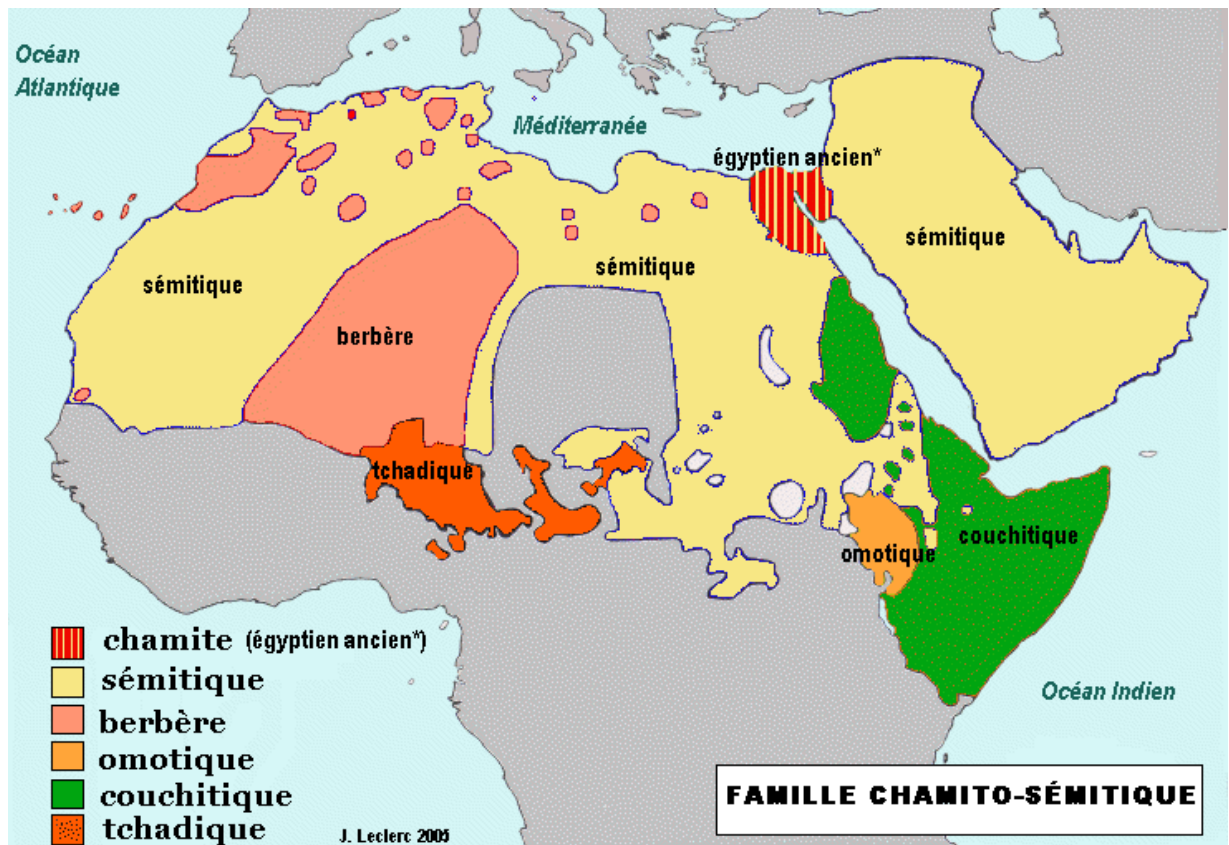 Océan
Atlantique
Méditerranée
égyptien ancien*
sémitique
sémitique
sémitique
berbère
tchadique
omotique
couchitique
Océan Indien
chamite (égyptien ancien*)
sémitique
berbère
omotique
couchitique
tchadique
J. Leclerc 2005
FAMILLE CHAMITO-SÉMITIQUE